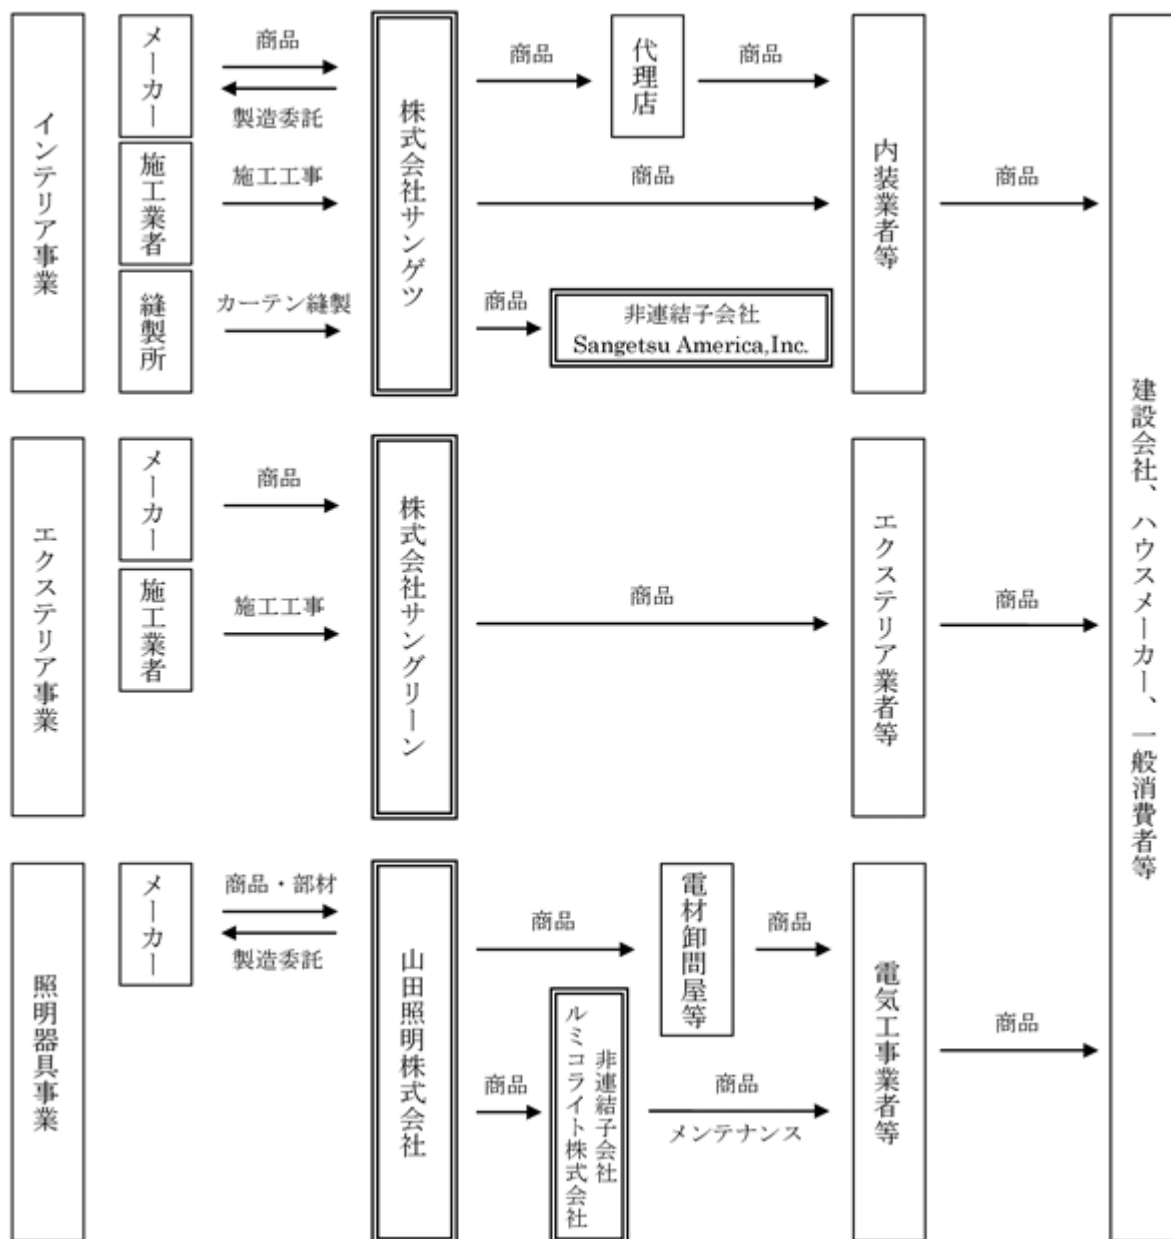 インテリア事業
メーカー
商品
製造委託
施工業者
施工工事
縫製所
カーテン縫製
株式会社サンゲツ
商品
代理店
商品
商品
商品
非連結子会社
Sangetsu America,Inc.
内装業者等
商品
エクステリア事業
メーカー
商品
施工業者
施工工事
株式会社サングリーン
商品
エクステリア業者等
商品
照明器具事業
メーカー
商品・部材
製造委託
山田照明株式会社
商品
電材卸問屋等
商品
商品
非連結子会社
ルミコライト株式会社
商品
メンテナンス
電気工事業者等
商品
建設会社、ハウスメーカー、一般消費者等